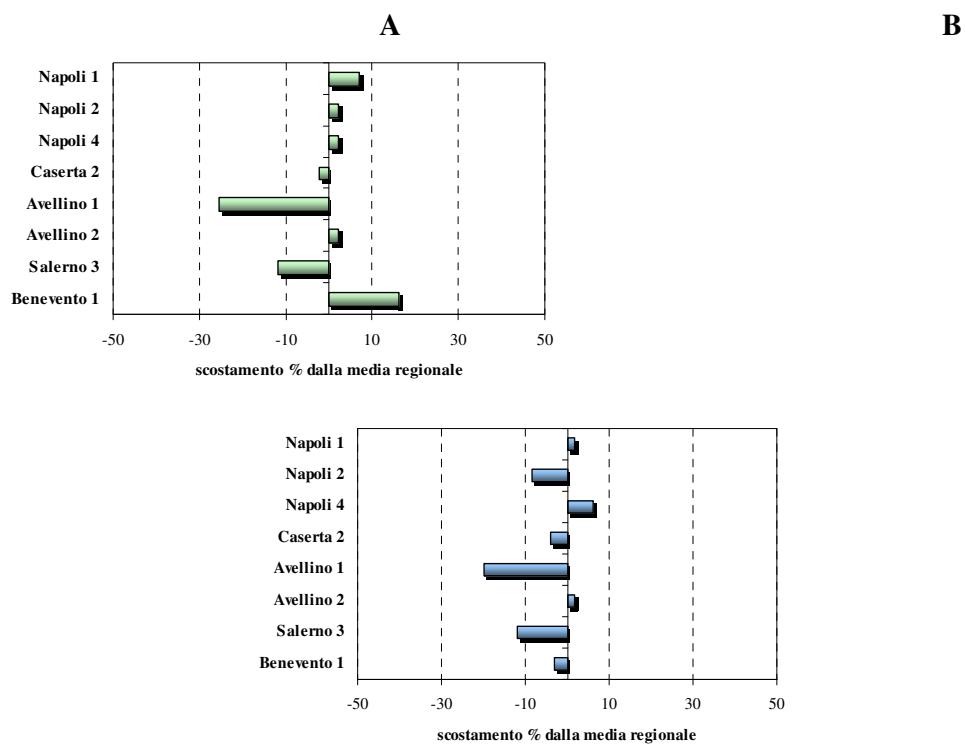 A B
Napoli 1
Napoli 2
Napoli 4
Caserta 2
Avellino 1
Avellino 2
Salerno 3
Benevento 1
-50 -30 -10 10 30 50
scostamento % dalla media regionale
Napoli 1
Napoli 2
Napoli 4
Caserta 2
Avellino 1
Avellino 2
Salerno 3
Benevento 1
-50 -30 -10 10 30 50
scostamento % dalla media regionale